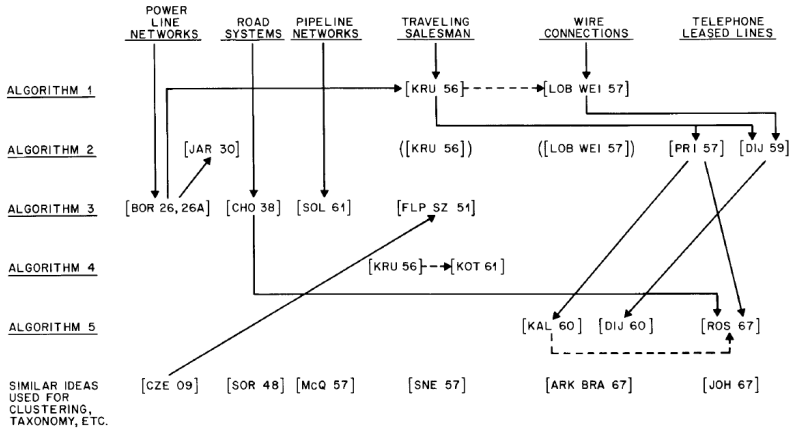 POWER LINE NETWORKS
ROAD SYSTEMS
PIPELINE NETWORKS
TRAVELING SALESMAN
WIRE CONNECTIONS
TELEPHONE LEASED LINES
ALGORITHM 1
[KRU 56]
[LOB WEI 57]
ALGORITHM 2
[JAR 30]
([KRU 56])
([LOB WEI 57])
[PRI 57]
[DIJ 59]
ALGORITHM 3
[BOR 26, 26A]
[CHO 38]
[SOL 61]
[FLP SZ 51]
ALGORITHM 4
[KRU 56]
[KOT 61]
ALGORITHM 5
[KAL 60]
[DIJ 60]
[ROS 67]
SIMILAR IDEAS
USED FOR
CLUSTERING,
TAXONOMY, ETC.
[CZE 09]
[SOR 48]
[McQ 57]
[SNE 57]
[ARK BRA 67]
[JOH 67]